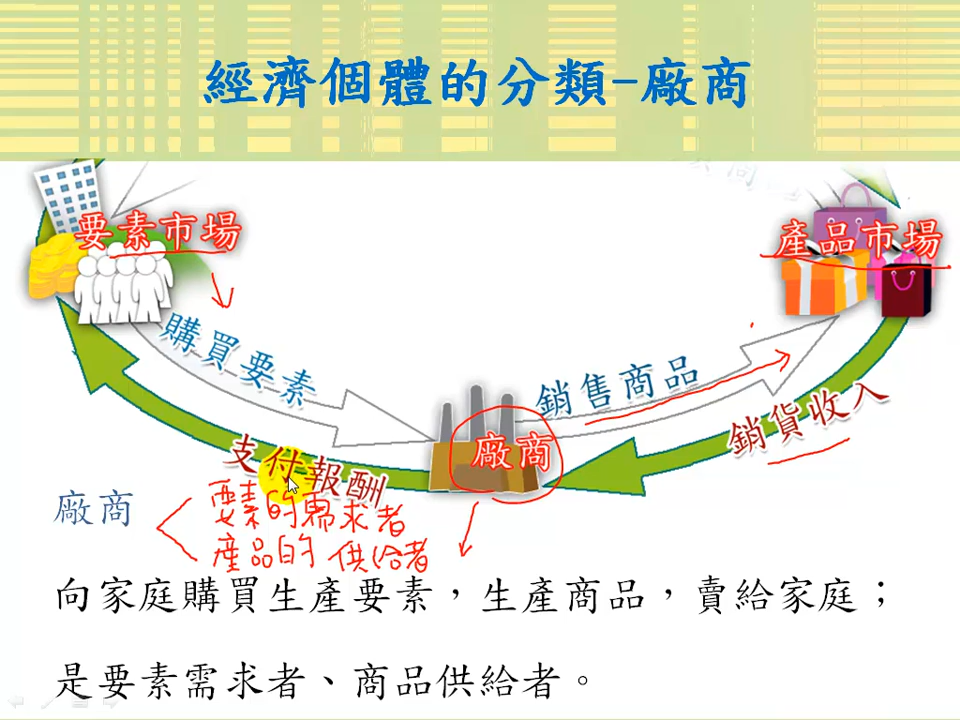 經濟個體的分類-廠商
要素市場
產品市場
購買要素
銷售商品
銷貨收入
廠商
支付報酬
廠商
要素的需求者
產品的供給者
向家庭購買生產要素，生產商品，賣給家庭；
是要素需求者、商品供給者。